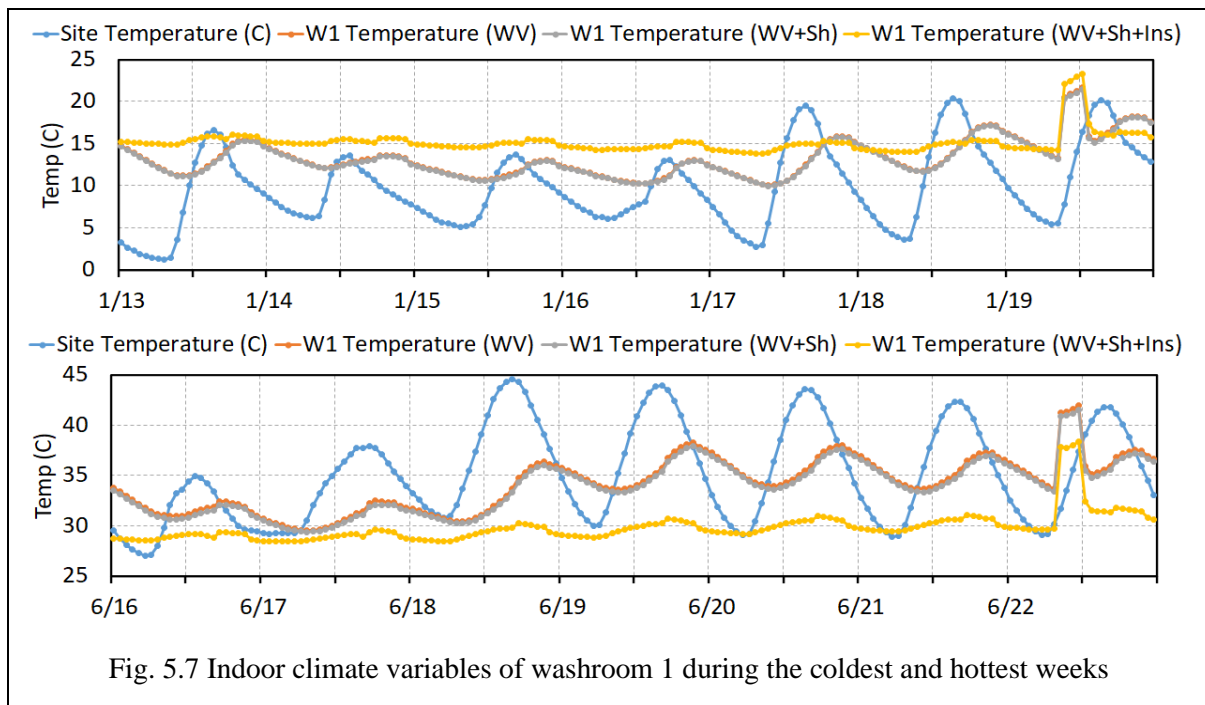 Site Temperature (C) W1 Temperature (WV) W1 Temperature (WV+Sh) W1 Temperature (WV+Sh+Ins)
25
20
15
10
5
0
Temp (C)
1/13 1/14 1/15 1/16 1/17 1/18 1/19
Site Temperature (C) W1 Temperature (WV) W1 Temperature (WV+Sh) W1 Temperature (WV+Sh+Ins)
45
40
35
30
25
Temp (C)
6/16 6/17 6/18 6/19 6/20 6/21 6/22
Fig. 5.7 Indoor climate variables of washroom 1 during the coldest and hottest weeks